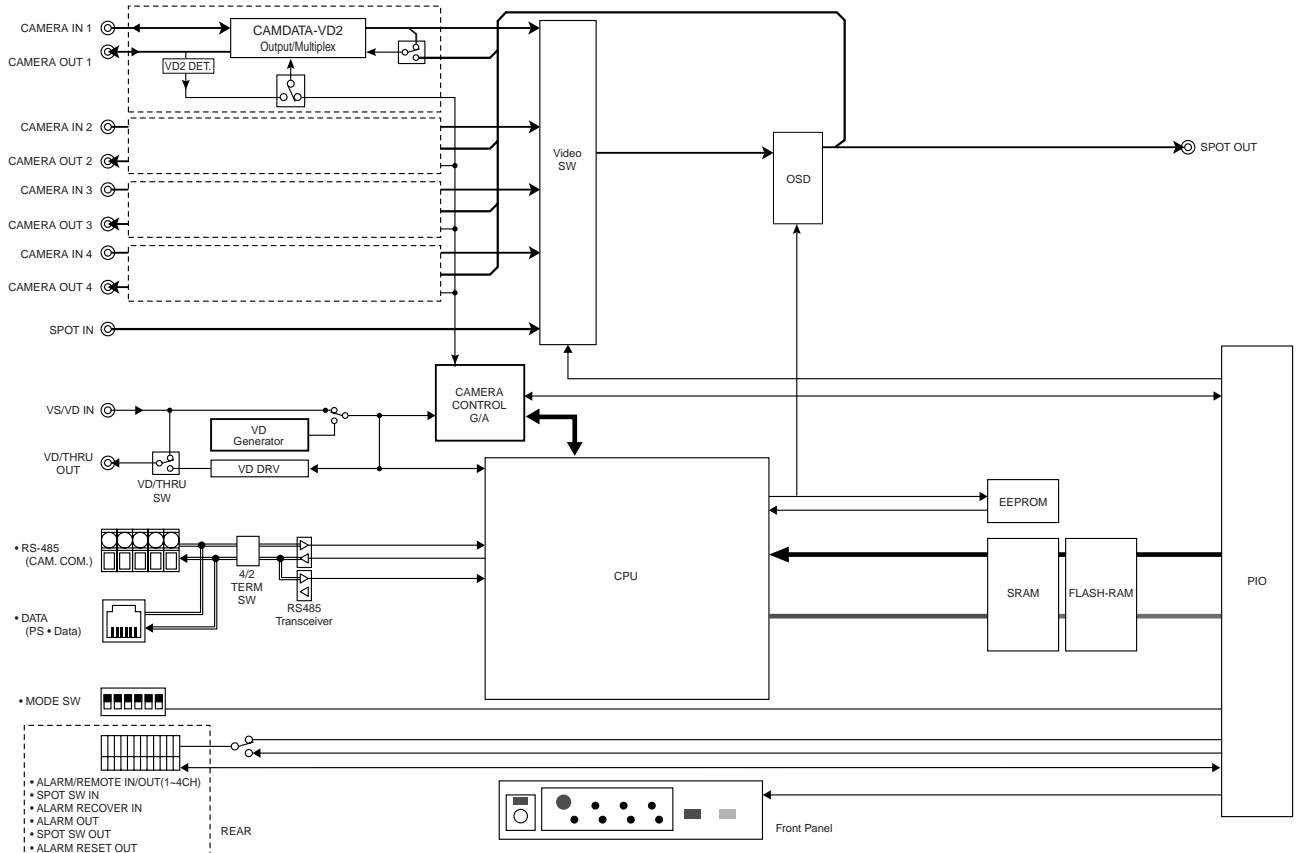 CAMERA IN 1
CAMERA OUT 1
CAMDATA-VD2
Output/Multiplex
VD2 DET.
CAMERA IN 2
CAMERA OUT 2
CAMERA IN 3
CAMERA OUT 3
CAMERA IN 4
CAMERA OUT 4
SPOT IN
Video
SW
OSD
SPOT OUT
CAMERA
CONTROL
G/A
VS/VD IN
VD
Generator
VD/THRU
OUT
VD DRV
VD/THRU
SW
CPU
EEPROM
SRAM
FLASH-RAM
PIO
• RS-485
(CAM. COM.)
4/2
TERM
SW
RS485
Transceiver
• DATA
(PS • Data)
• MODE SW
• ALARM/REMOTE IN/OUT(1~4CH)
• SPOT SW IN
• ALARM RECOVER IN
• ALARM OUT
• SPOT SW OUT
• ALARM RESET OUT
REAR
Front Panel